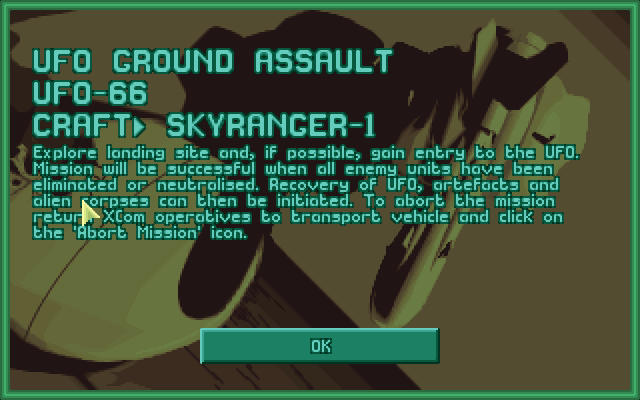 UFO GROUND ASSAULT
UFO-66
CRAFT> SKYRANGER-1
Explore landing site and, if possible, gain entry to the UFO.
Mission will be successful when all enemy units have been
eliminated or neutralised. Recovery of UFO, artefacts and
alien corpses can then be initiated. To abort the mission
return XCom operatives to transport vehicle and click on
the 'Abort Mission' icon.
OK